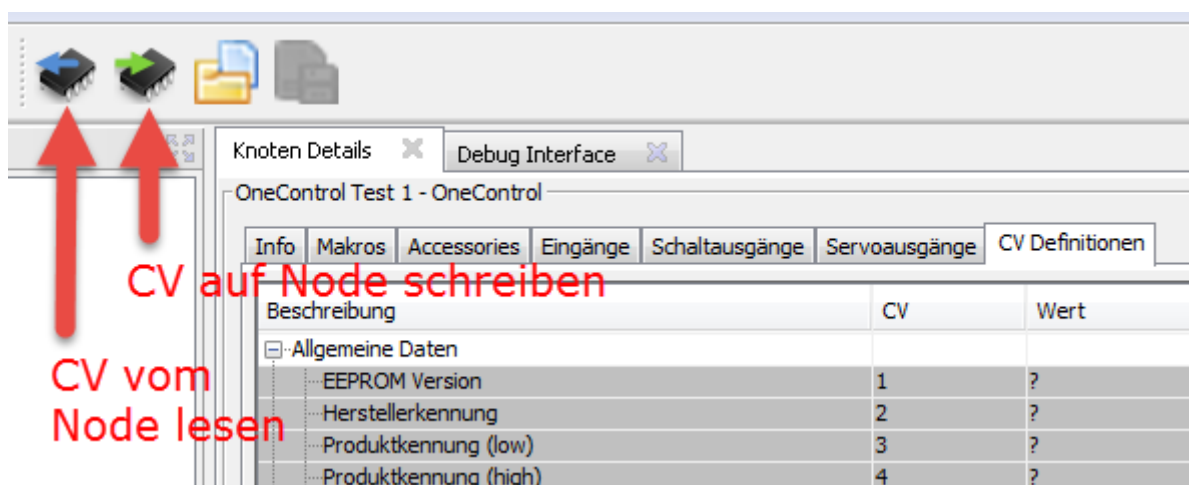 Knoten Details
Debug Interface
OneControl Test 1 - OneControl
Info Makros Accessories Eingänge Schaltausgänge Servoausgänge CV Definitionen
CV auf Node schreiben
Beschreibung CV Wert
Allgemeine Daten
EEPROM Version 1 ?
Herstellerkennung 2 ?
Produktkennung (low) 3 ?
Produktkennung (high) 4 ?
CV vom
Node lesen